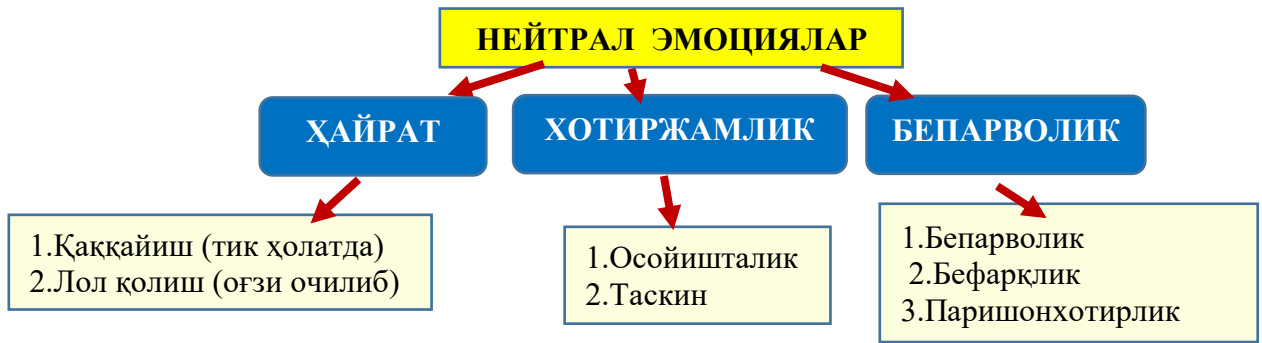 НЕЙТРАЛ ЭМОЦИЯЛАР
ҲАЙРАТ
ХОТИРЖАМЛИК
БЕПАРВОЛИК
1.Қаққайиш (тик ҳолатда)
2.Лол қолиш (оғзи очилиб)
1.Осойишталик
2.Таскин
1.Бепарволик
2.Бефарқлик
3.Паришонхотирлик